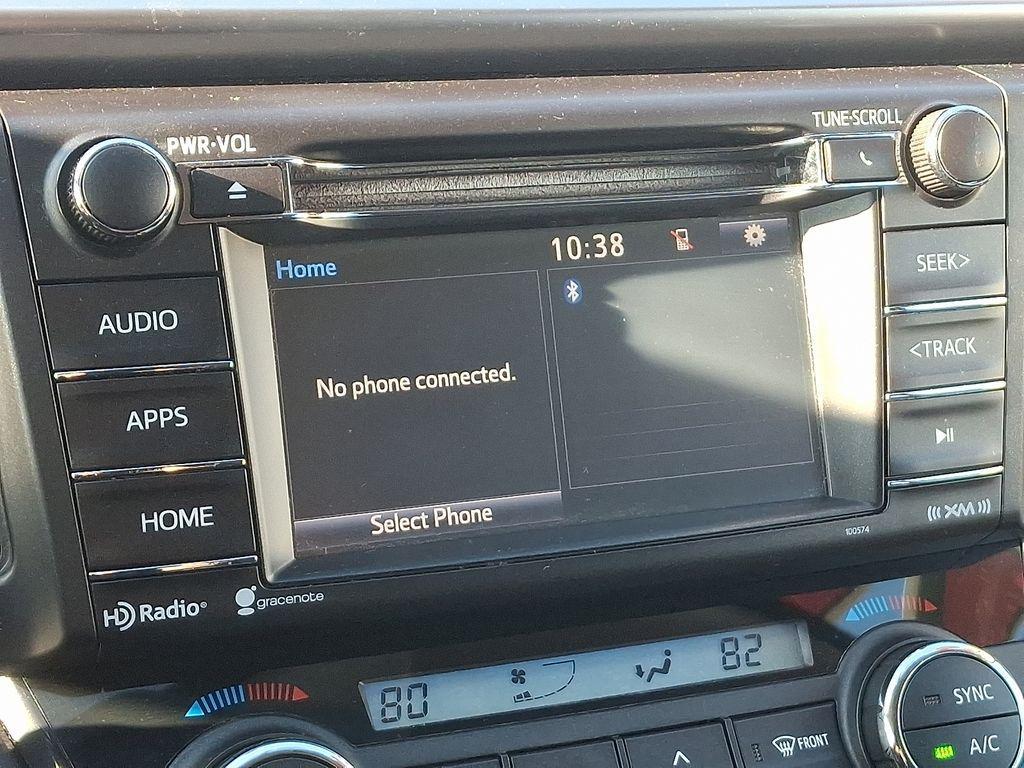 PWR·VOL
TUNE·SCROLL
10:38
Home
SEEK>
AUDIO
<TRACK
No phone connected.
APPS
Select Phone
HOME
XM
100574
HD Radio®
gracenote
80
82
SYNC
FRONT
A/C